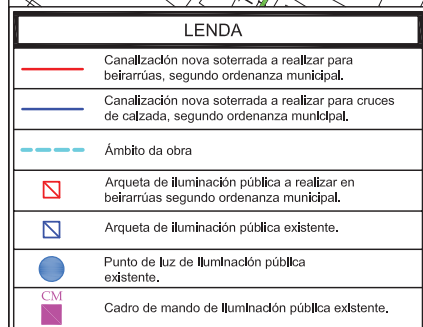 LENDA
Canalización nova soterrada a realizar para
beirarrúas, segundo ordenanza municipal.
Canalización nova soterrada a realizar para cruces
de calzada, segundo ordenanza municipal.
Ámbito da obra
Arqueta de iluminación pública a realizar en
beirarrúas segundo ordenanza municipal.
Arqueta de iluminación pública existente.
Punto de luz de iluminación pública
existente.
CM
Cadro de mando de iluminación pública existente.